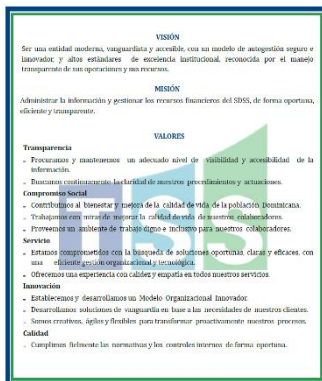 VISIÓN
Ser una entidad moderna, vanguardista y accesible, con un modelo de autogestión seguro e
innovador, y altos estándares de excelencia institucional, reconocida por el manejo
transparente de sus operaciones y sus recursos.
MISIÓN
Administrar la información y gestionar los recursos financieros del SDSS, de forma oportuna,
eficiente y transparente.
VALORES
Transparencia
- Procuramos y mantenemos un adecuado nivel de visibilidad y accesibilidad de la
información.
- Buscamos continuamente la claridad de nuestros procedimientos y actuaciones.
Compromiso Social
- Contribuimos al bienestar y mejora de la calidad de vida de la población Dominicana.
- Trabajamos con miras de mejorar la calidad de vida de nuestros colaboradores.
- Proveemos un ambiente de trabajo digno e inclusivo para nuestros colaboradores.
Servicio
- Estamos comprometidos con la búsqueda de soluciones oportunas, claras y eficaces, con
una eficiente gestión organizacional y tecnológica.
- Ofrecemos una experiencia con calidez y empatía en todos nuestros servicios.
Innovación
- Establecemos y desarrollamos un Modelo Organizacional Innovador.
- Desarrollamos soluciones de vanguardia en base a las necesidades de nuestros clientes.
- Somos creativos, ágiles y flexibles para transformar proactivamente nuestros procesos.
Calidad
- Cumplimos fielmente las normativas y los controles internos de forma oportuna.
TSS